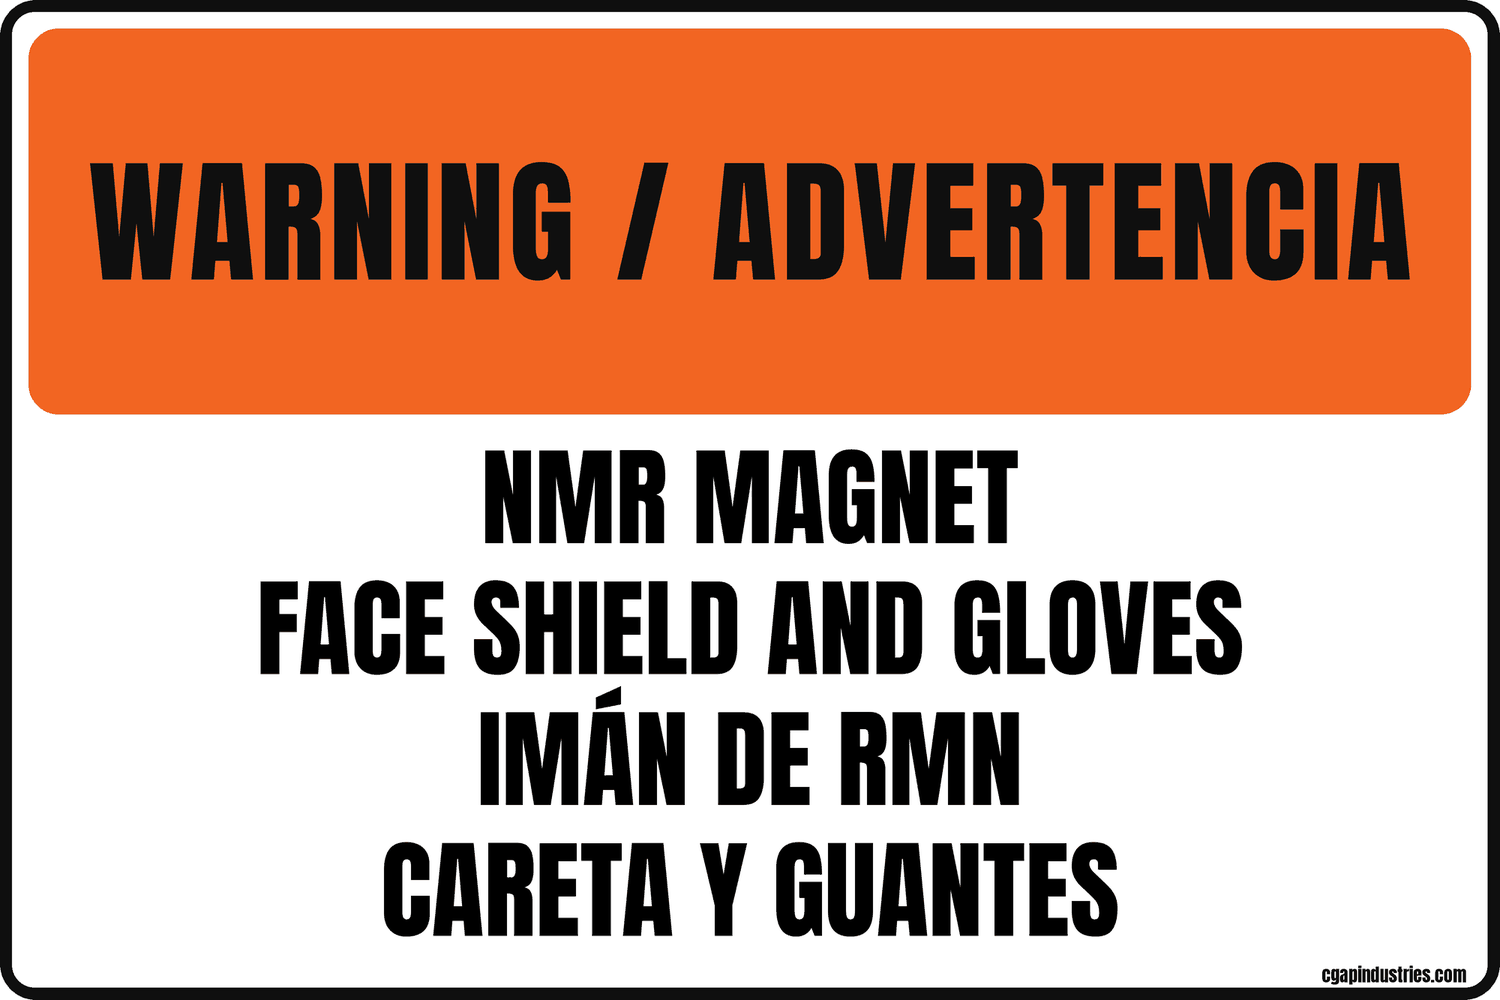 WARNING / ADVERTENCIA
NMR MAGNET
FACE SHIELD AND GLOVES
IMÁN DE RMN
CARETA Y GUANTES
cgapindustries.com